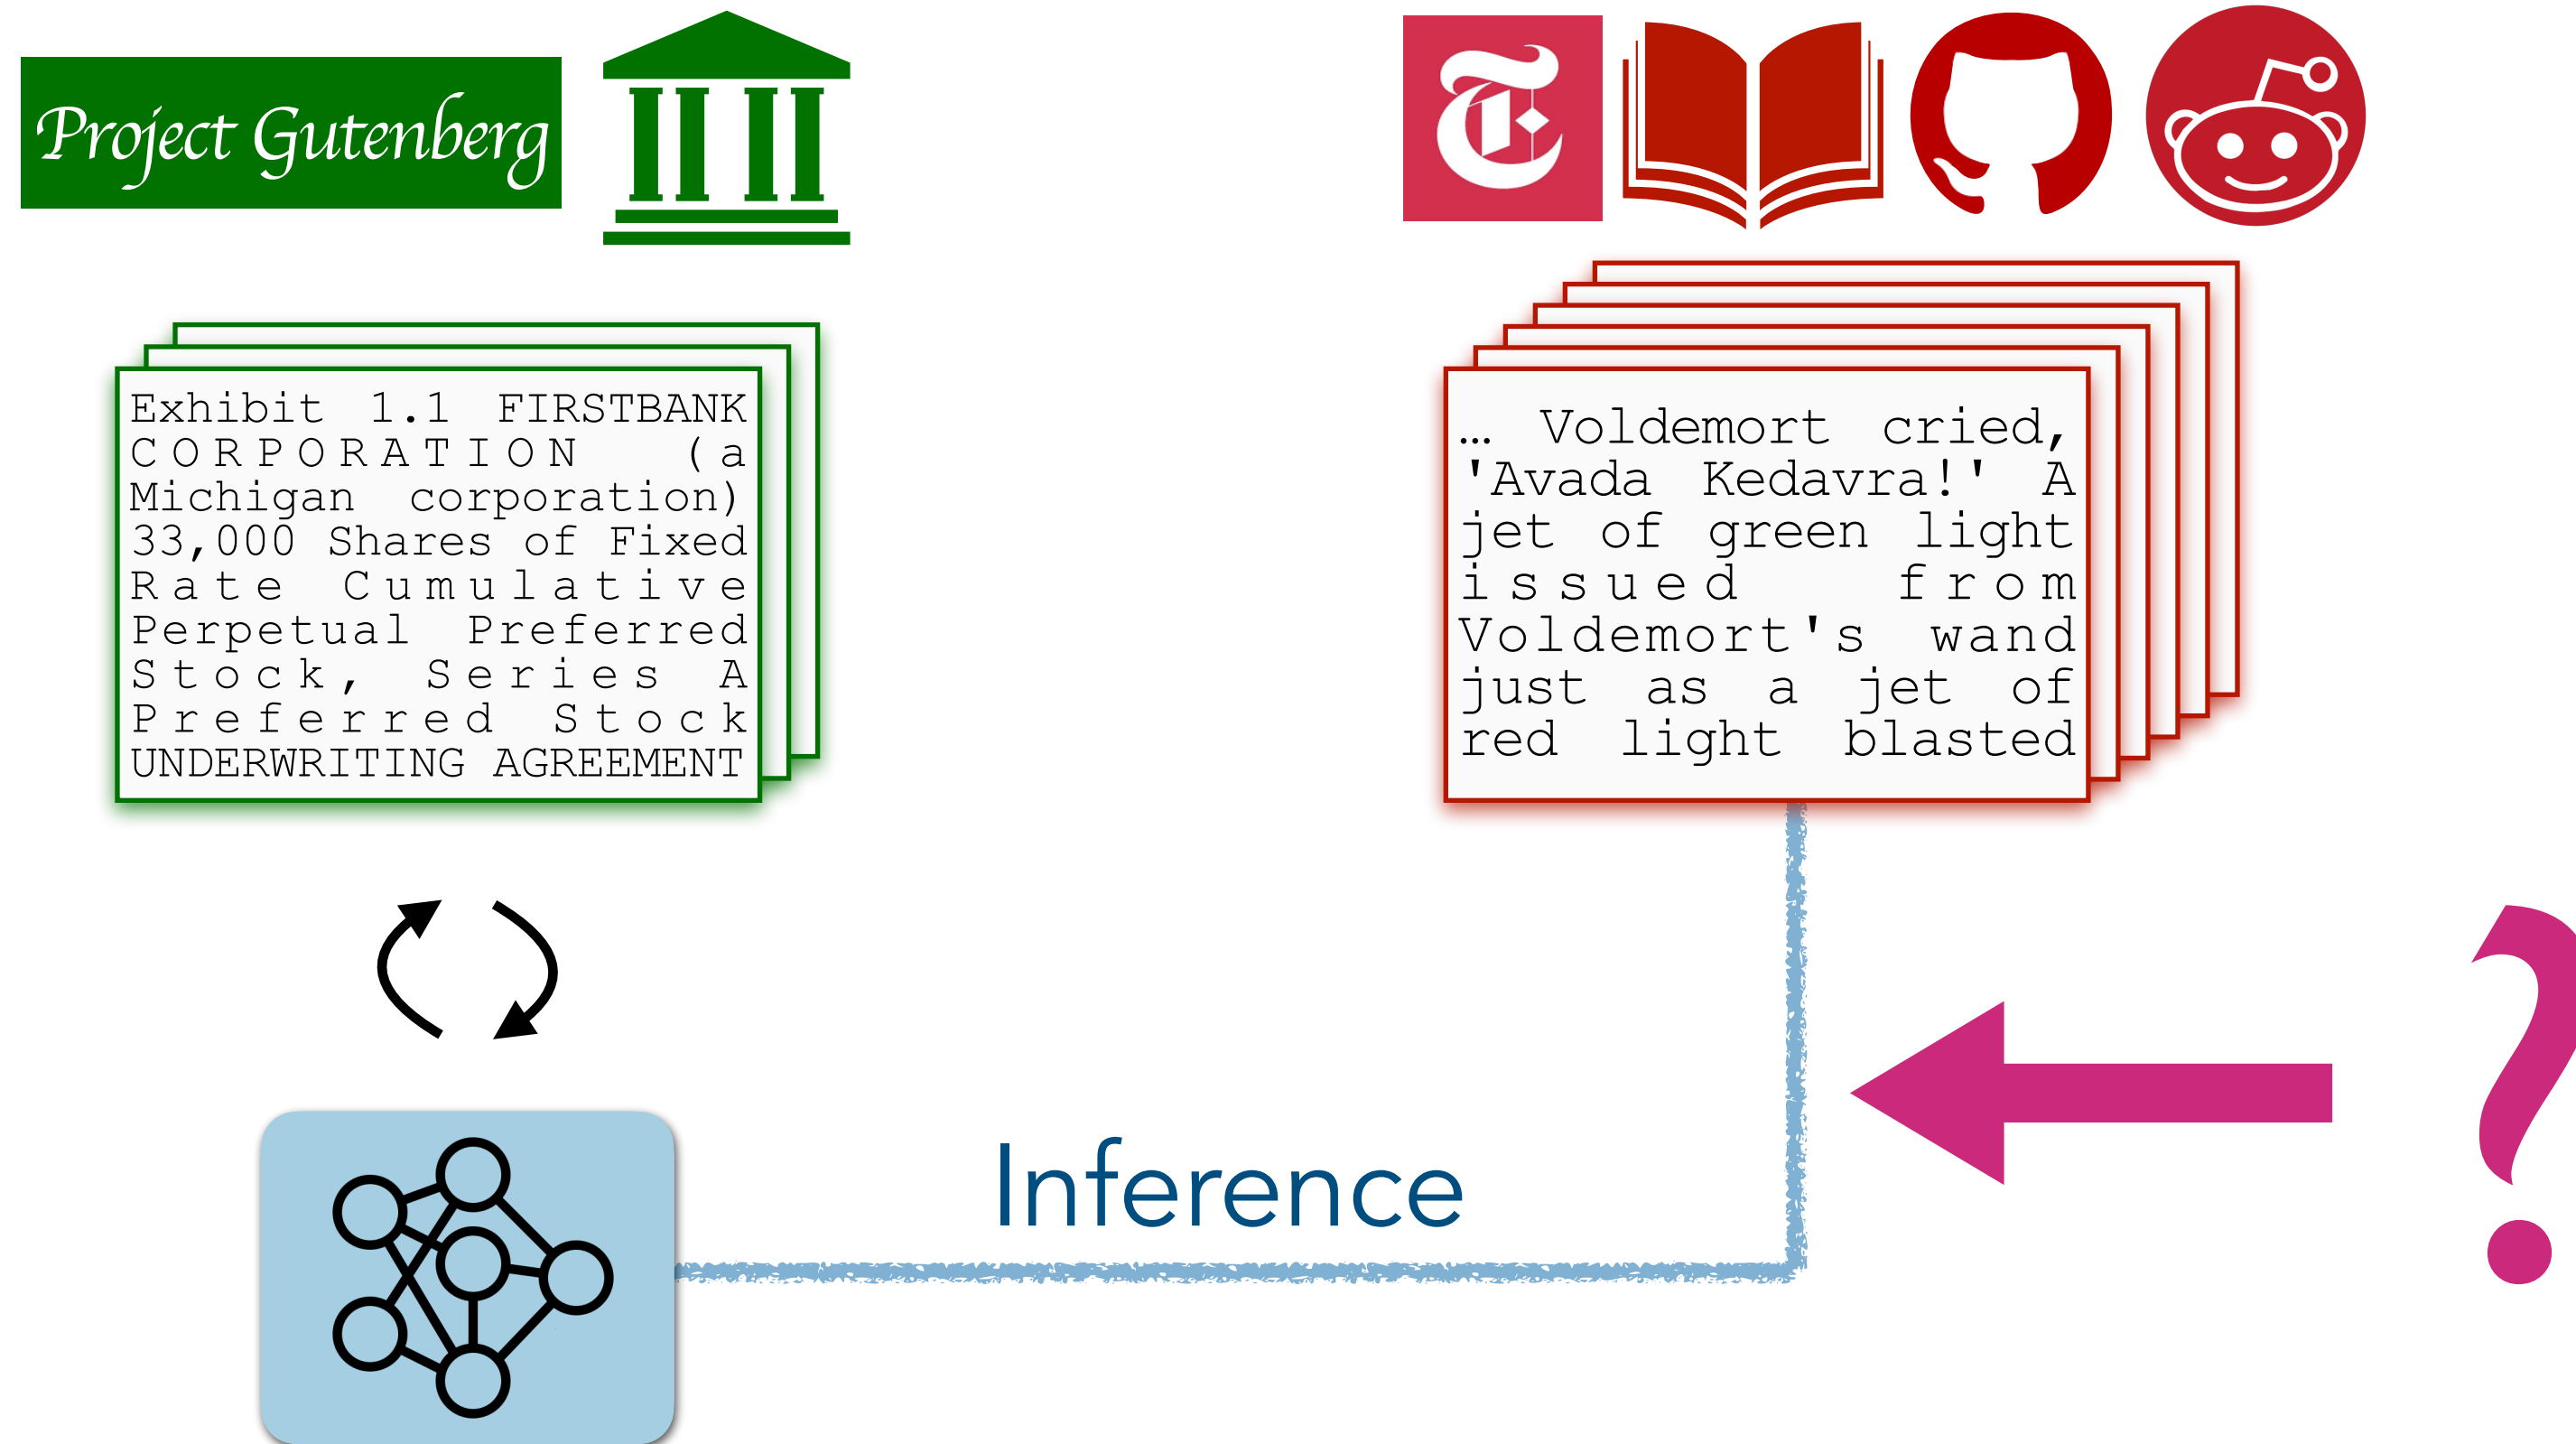 Project Gutenberg
T
Exhibit 1.1 FIRSTBANK
CORPORATION (a
Michigan corporation)
33,000 Shares of Fixed
Rate Cumulative
Perpetual Preferred
Stock, Series A
Preferred Stock
UNDERWRITING AGREEMENT
… Voldemort cried,
'Avada Kedavra!' A
jet of green light
issued from
Voldemort's wand
just as a jet of
red light blasted
Inference
?